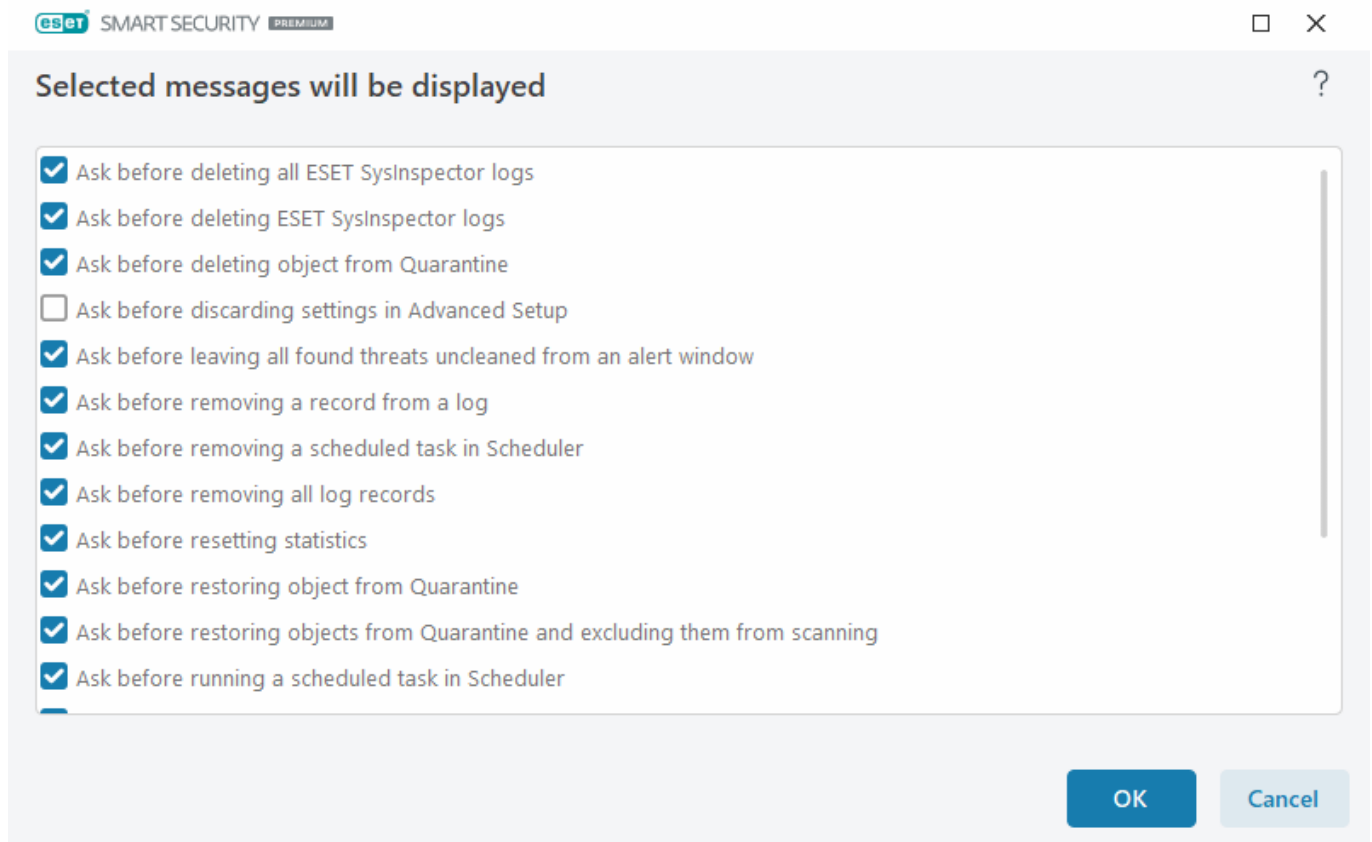 eset SMART SECURITY PREMIUM
Selected messages will be displayed
?
Ask before deleting all ESET SysInspector logs
Ask before deleting ESET SysInspector logs
Ask before deleting object from Quarantine
Ask before discarding settings in Advanced Setup
Ask before leaving all found threats uncleaned from an alert window
Ask before removing a record from a log
Ask before removing a scheduled task in Scheduler
Ask before removing all log records
Ask before resetting statistics
Ask before restoring object from Quarantine
Ask before restoring objects from Quarantine and excluding them from scanning
Ask before running a scheduled task in Scheduler
OK
Cancel